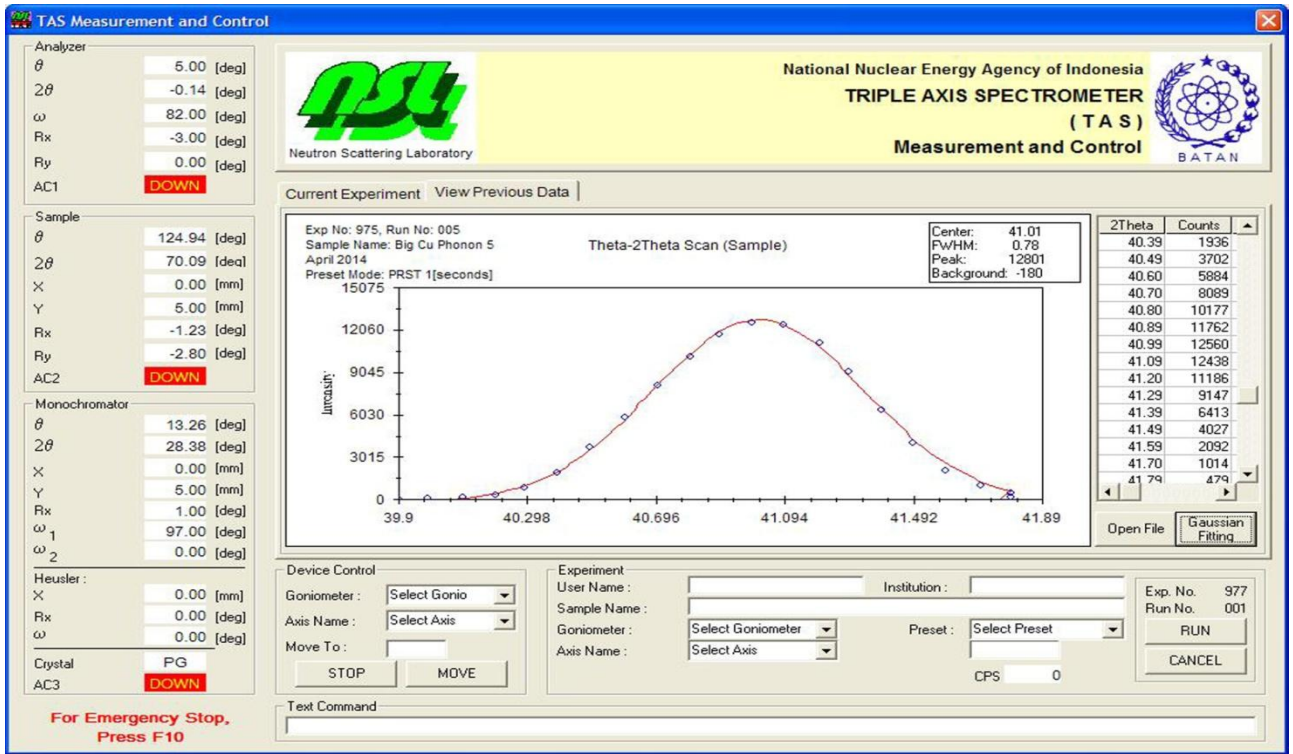 TAS Measurement and Control
Analyzer
θ 5.00 [deg]
2θ -0.14 [deg]
ω 82.00 [deg]
Rx -3.00 [deg]
Ry 0.00 [deg]
AC1 DOWN
Sample
θ 124.94 [deg]
2θ 70.09 [deg]
X 0.00 [mm]
Y 5.00 [mm]
Rx -1.23 [deg]
Ry -2.80 [deg]
AC2 DOWN
Monochromator
θ 13.26 [deg]
2θ 28.38 [deg]
X 0.00 [mm]
Y 5.00 [mm]
Rx 1.00 [deg]
ω 1 97.00 [deg]
ω 2 0.00 [deg]
Heusler :
X 0.00 [mm]
Rx 0.00 [deg]
ω 0.00 [deg]
Crystal PG
AC3 DOWN
For Emergency Stop,
Press F10
nsl
Neutron Scattering Laboratory
National Nuclear Energy Agency of Indonesia
TRIPLE AXIS SPECTROMETER
( T A S )
Measurement and Control
BATAN
Current Experiment View Previous Data
Exp No: 975, Run No: 005
Sample Name: Big Cu Phonon 5
April 2014
Preset Mode: PRST 1[seconds]
Theta-2Theta Scan (Sample)
Center: 41.01
FWHM: 0.78
Peak: 12801
Background: -180
15075
12060
9045
6030
3015
0
Intensity
39.9 40.298 40.696 41.094 41.492 41.89
2Theta Counts
40.39 1936
40.49 3702
40.60 5884
40.70 8089
40.80 10177
40.89 11762
40.99 12560
41.09 12438
41.20 11186
41.29 9147
41.39 6413
41.49 4027
41.59 2092
41.70 1014
41.79 479
Open File
Gaussian
Fitting
Device Control
Goniometer : Select Gonio
Axis Name : Select Axis
Move To :
STOP MOVE
Experiment
User Name : Institution :
Sample Name :
Goniometer : Select Goniometer Preset : Select Preset
Axis Name : Select Axis
CPS 0
Exp. No. 977
Run No. 001
RUN
CANCEL
Text Command